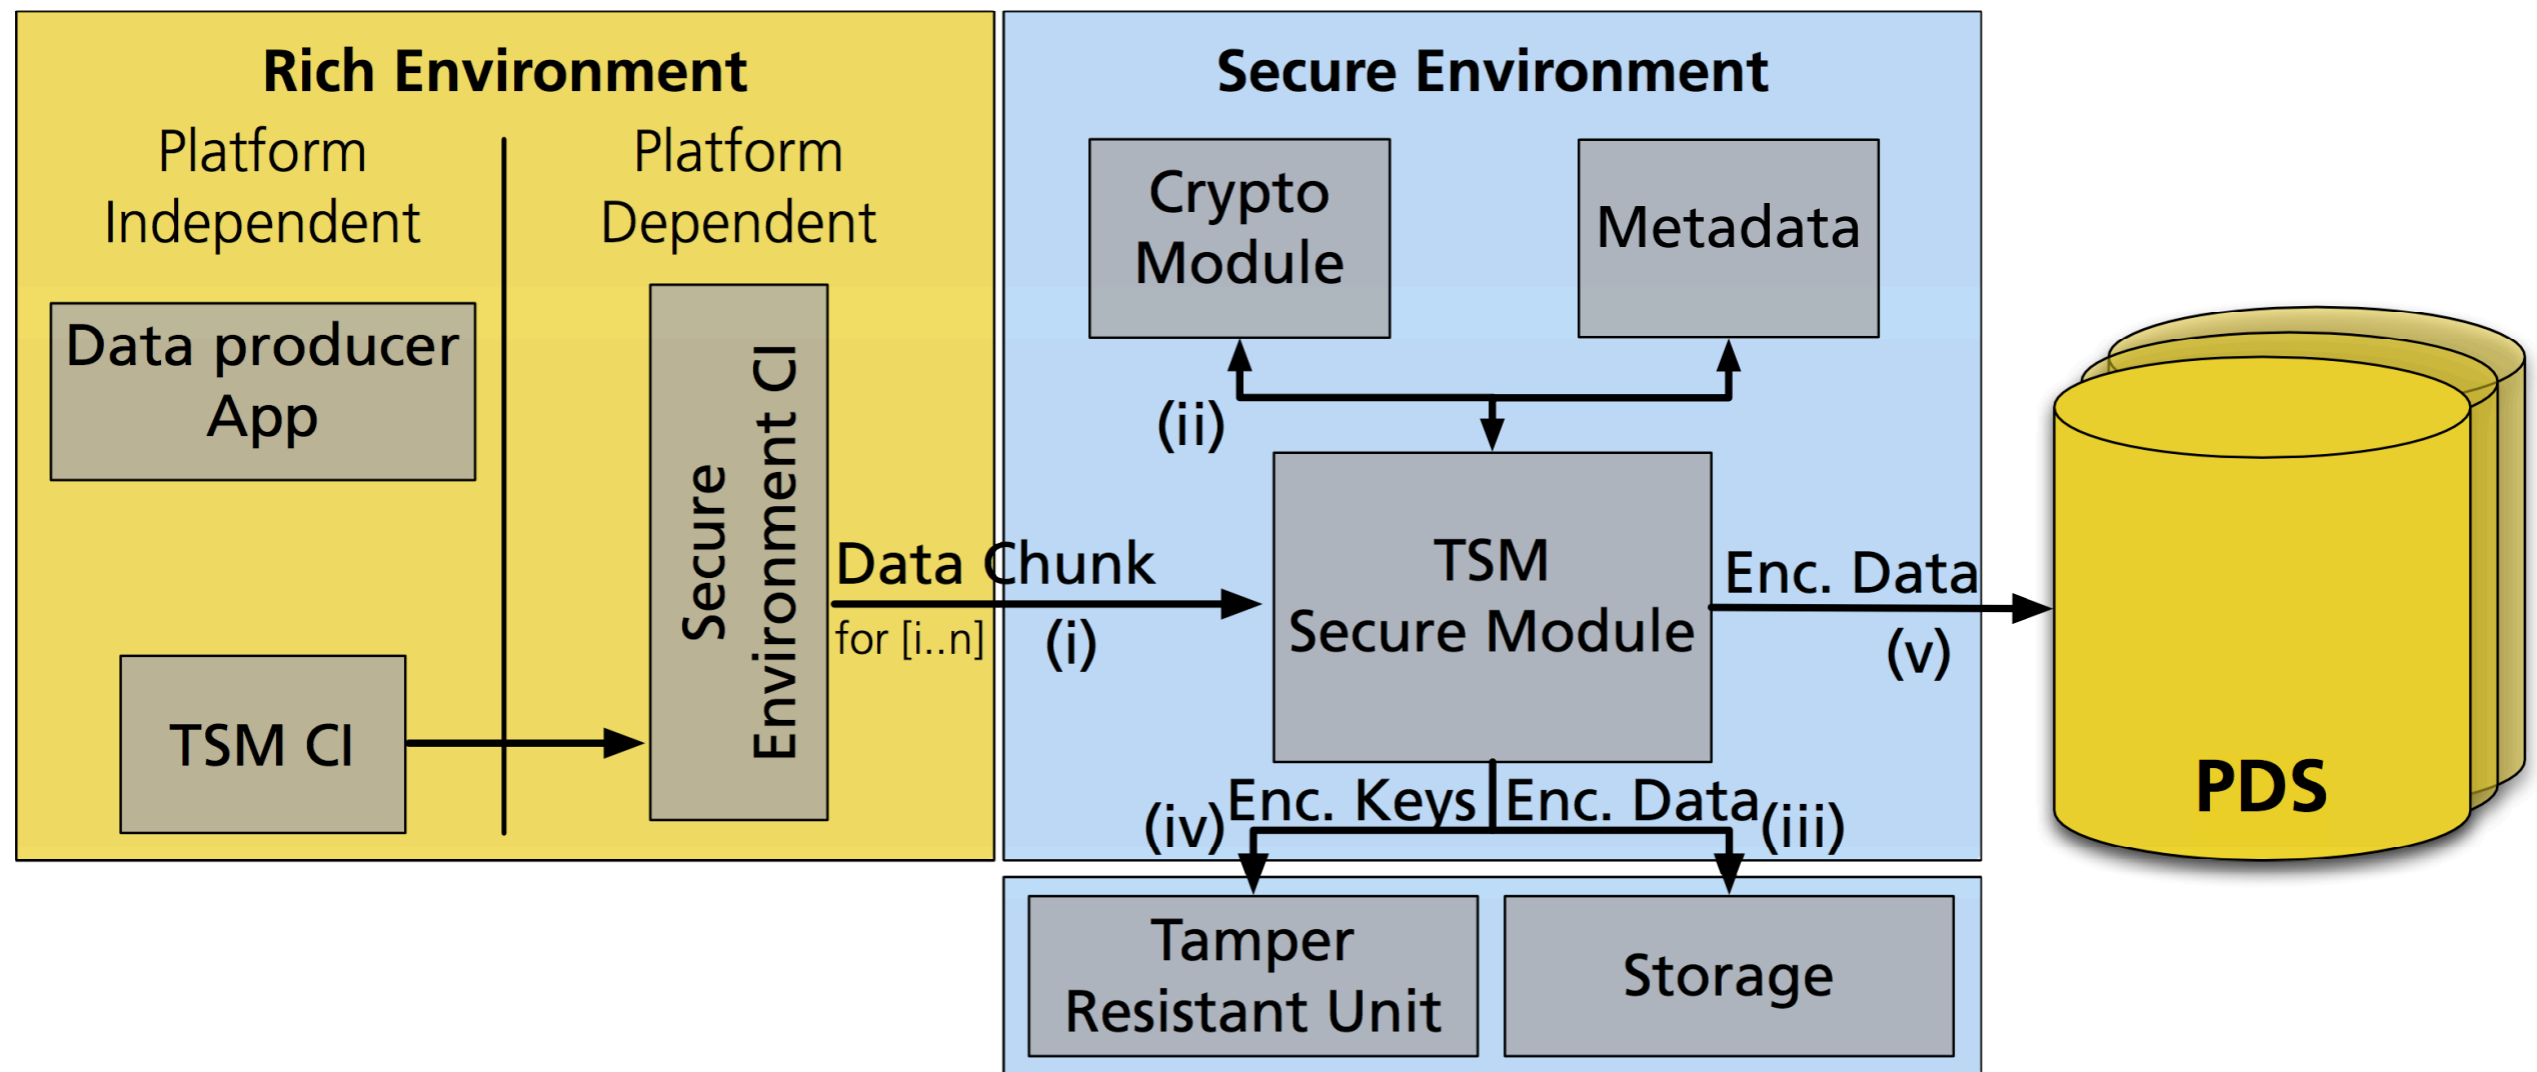 Rich Environment
Platform
Independent
Platform
Dependent
Data producer
App
TSM CI
Secure
Environment CI
Data Chunk
for [i..n]
(i)
Secure Environment
Crypto
Module
Metadata
(ii)
TSM
Secure Module
Enc. Data
(v)
(iv)
Enc. Keys
Enc. Data
(iii)
Tamper
Resistant Unit
Storage
PDS